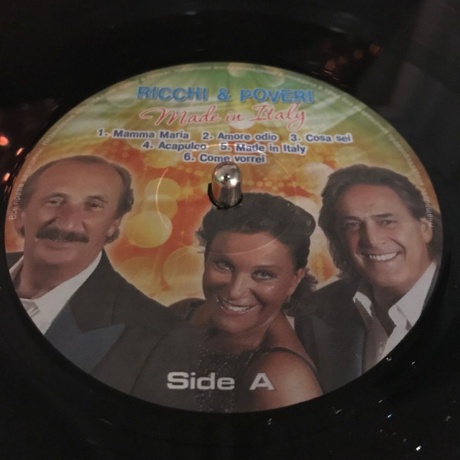 RICCHI & POVERI
Made in Italy
1. Mamma Maria 2. Amore odio 3. Cosa sei
4. Acapulco 5. Made in Italy
6. Come vorrei
Side A